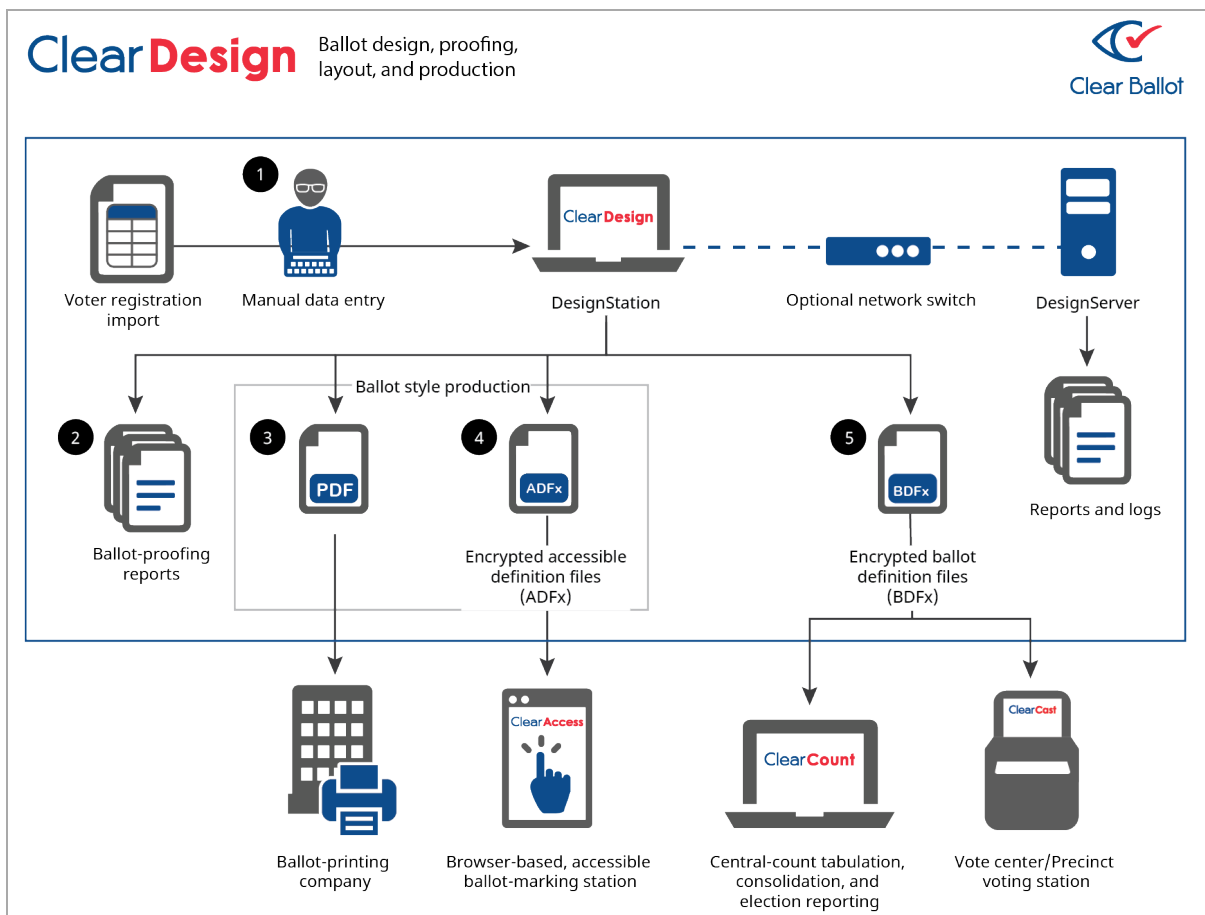 ClearDesign
Ballot design, proofing,
layout, and production
Clear Ballot
1
ClearDesign
Voter registration
import
Manual data entry
DesignStation
Optional network switch
DesignServer
Ballot style production
2
3
4
5
PDF
ADFx
BDFx
Reports and logs
Ballot-proofing
reports
Encrypted accessible
definition files
(ADFx)
Encrypted ballot
definition files
(BDFx)
ClearAccess
ClearCount
ClearCast
Ballot-printing
company
Browser-based, accessible
ballot-marking station
Central-count tabulation,
consolidation, and
election reporting
Vote center/Precinct
voting station